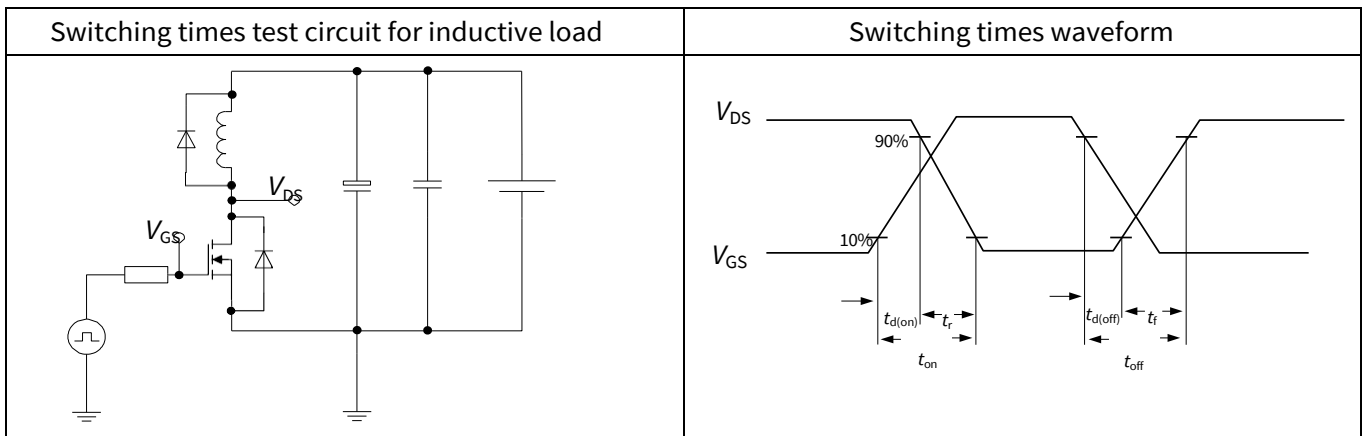 Switching times test circuit for inductive load
Switching times waveform
VDS
VGS
VDS
90%
10%
VGS
td(on)
tr
ton
td(off)
tf
toff